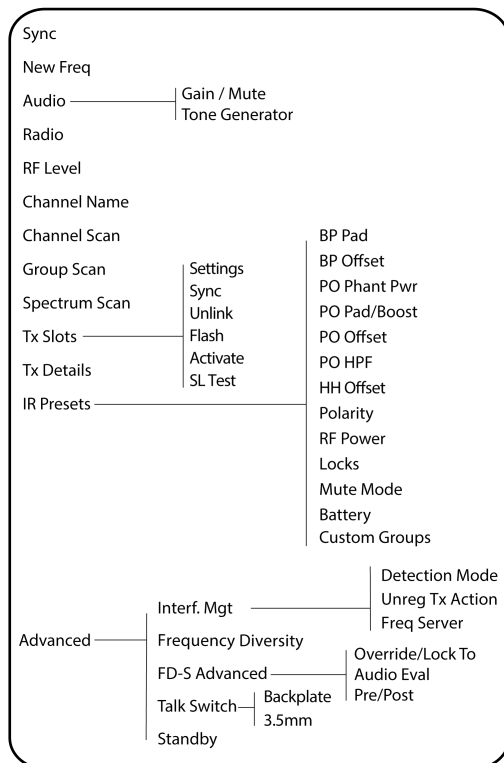 Sync
New Freq
Audio
Gain / Mute
Tone Generator
Radio
RF Level
Channel Name
Channel Scan
Group Scan
Spectrum Scan
Tx Slots
Settings
Sync
Unlink
Flash
Activate
SL Test
Tx Details
IR Presets
BP Pad
BP Offset
PO Phant Pwr
PO Pad/Boost
PO Offset
PO HPF
HH Offset
Polarity
RF Power
Locks
Mute Mode
Battery
Custom Groups
Advanced
Interf. Mgt
Detection Mode
Unreg Tx Action
Freq Server
Frequency Diversity
FD-S Advanced
Override/Lock To
Audio Eval
Pre/Post
Talk Switch
Backplate
3.5mm
Standby